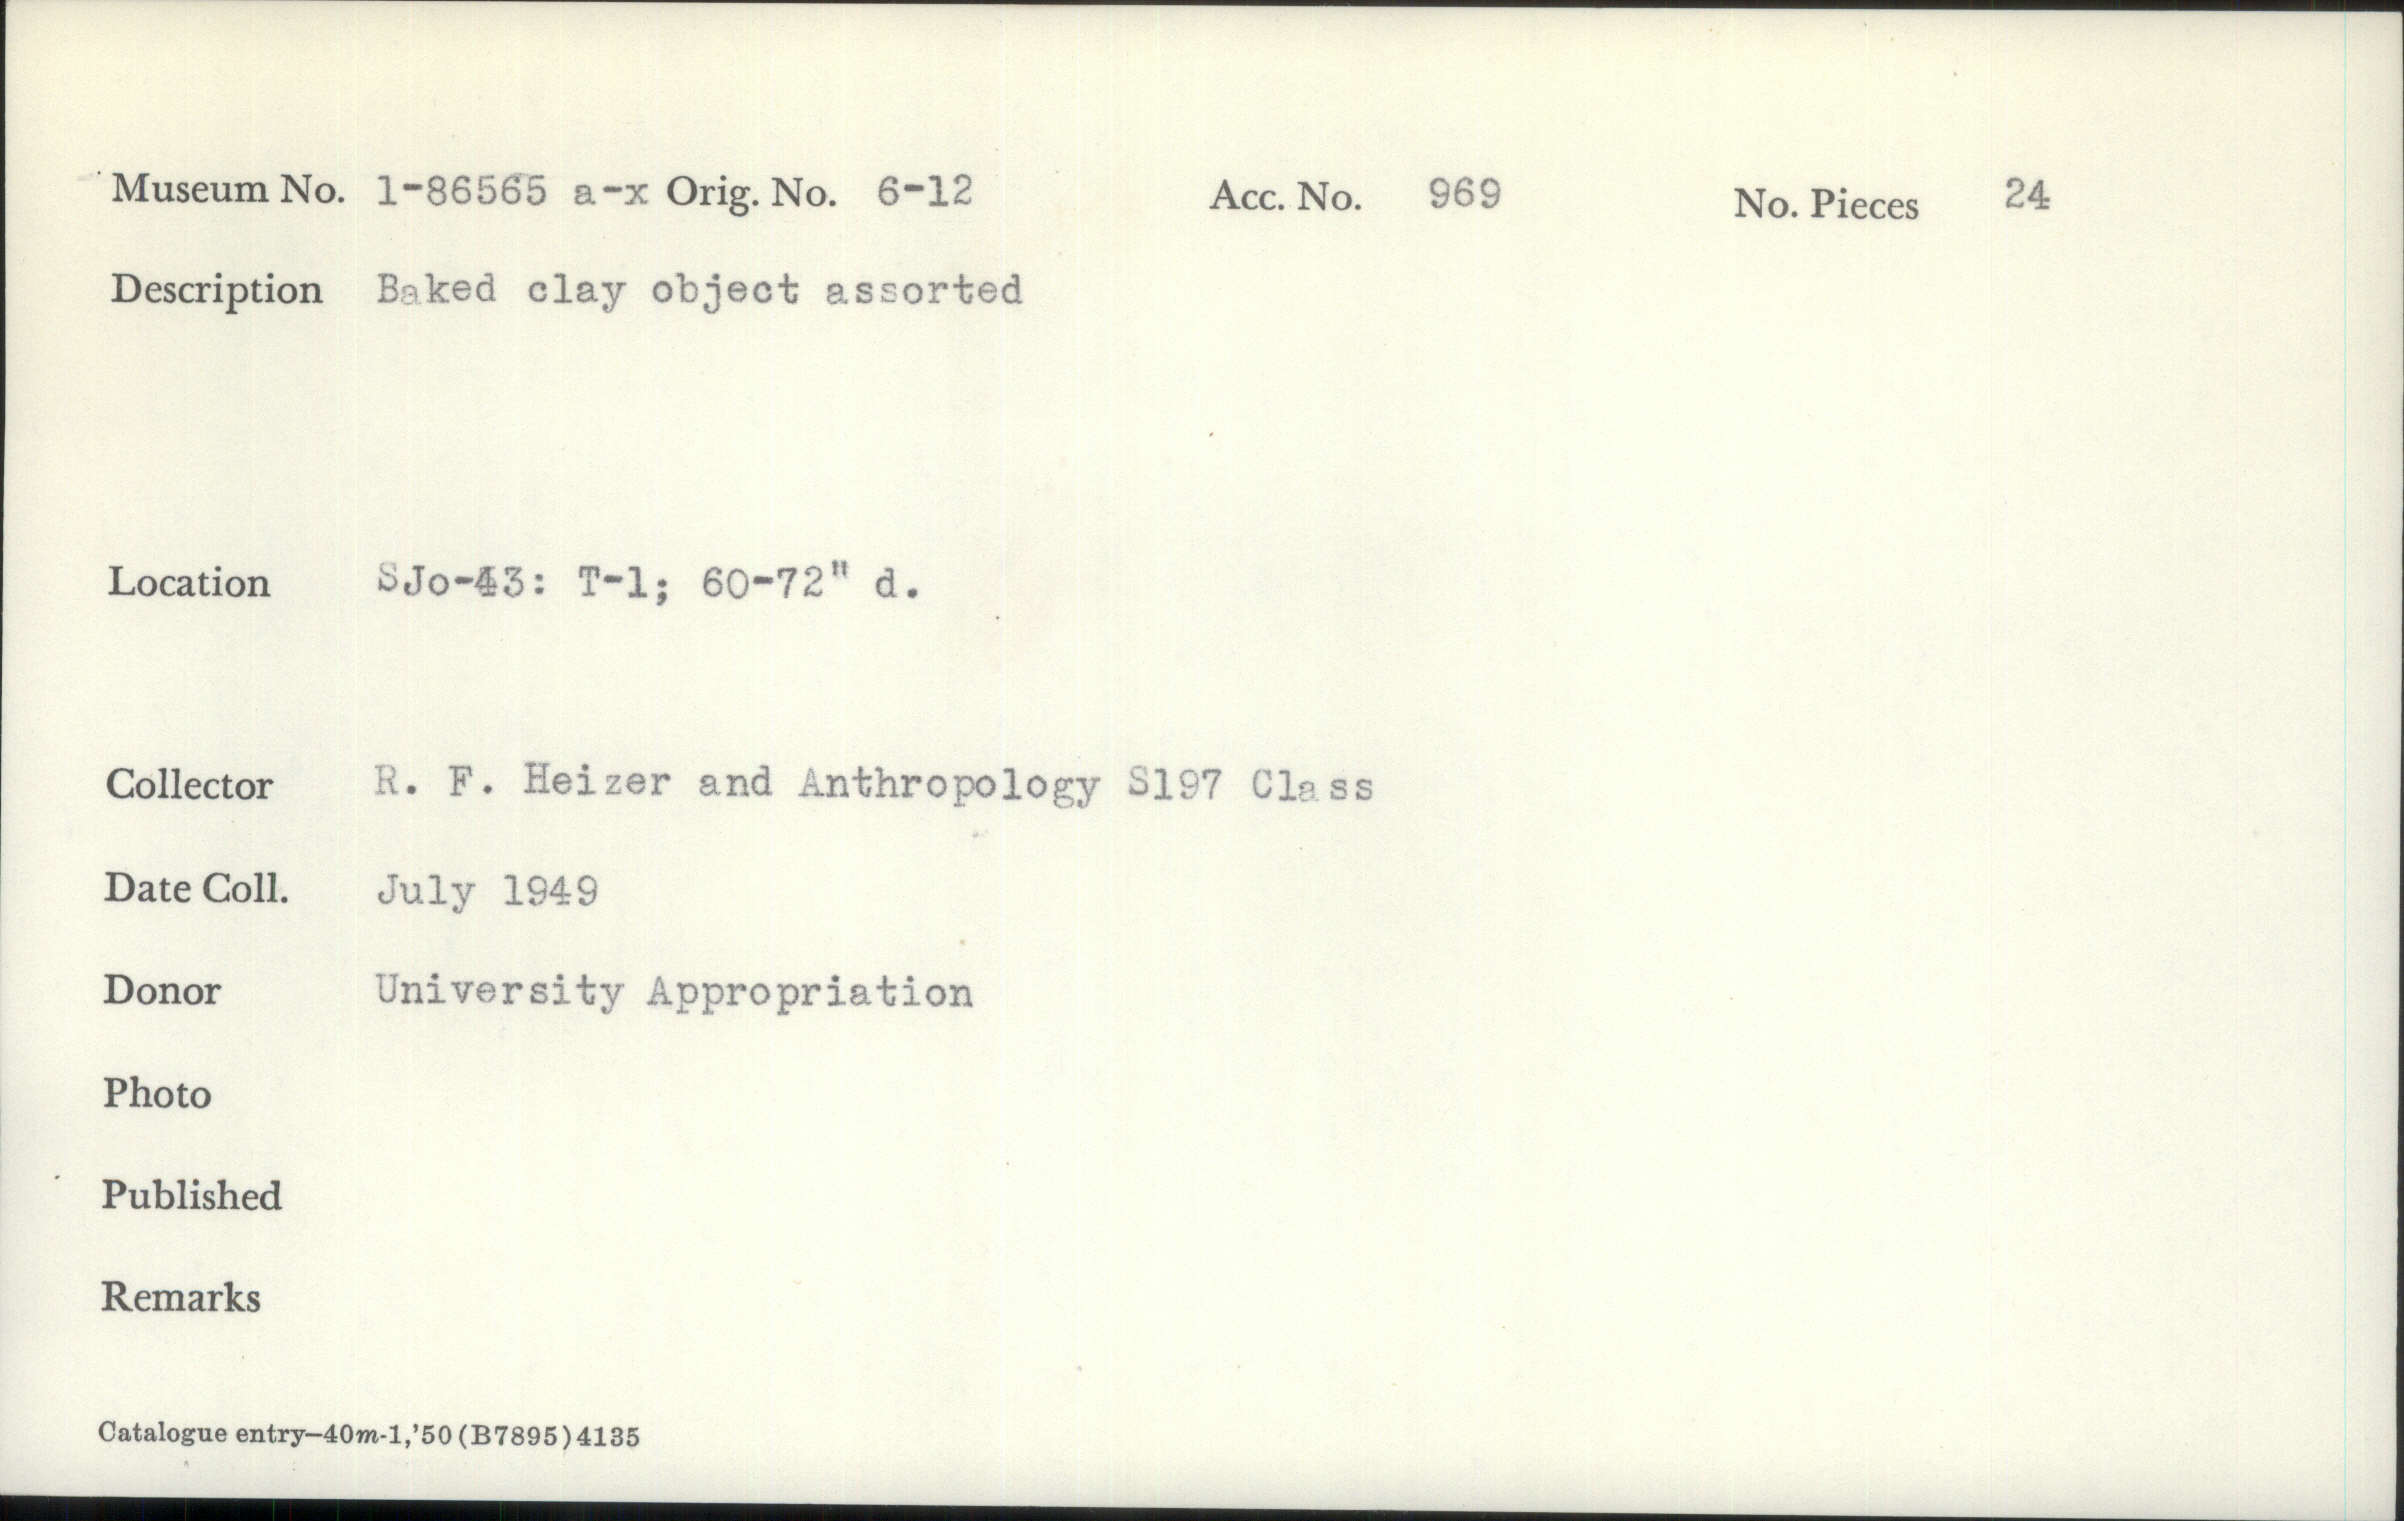 Museum No. 1-86565 a-x Orig. No. 6-12 Acc. No. 969 No. Pieces 24
Description Baked clay object assorted
Location SJo-43: T-1; 60-72" d.
Collector R. F. Heizer and Anthropology S197 Class
Date Coll. July 1949
Donor University Appropriation
Photo
Published
Remarks
Catalogue entry—40m-1,'50(B7895)4135